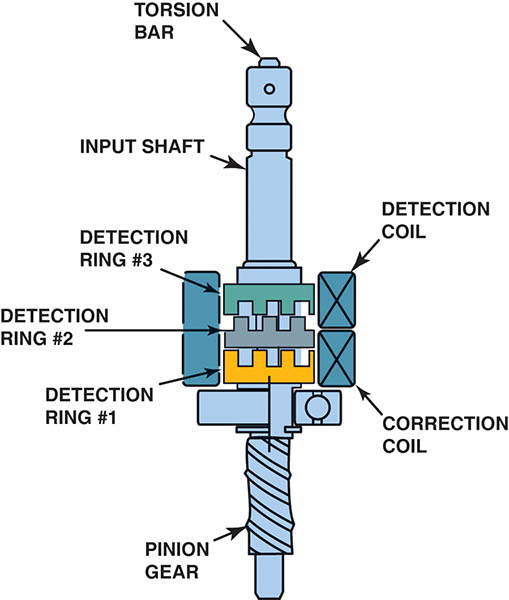 TORSION
BAR
INPUT SHAFT
DETECTION
COIL
DETECTION
RING #3
DETECTION
RING #2
DETECTION
RING #1
CORRECTION
COIL
PINION
GEAR